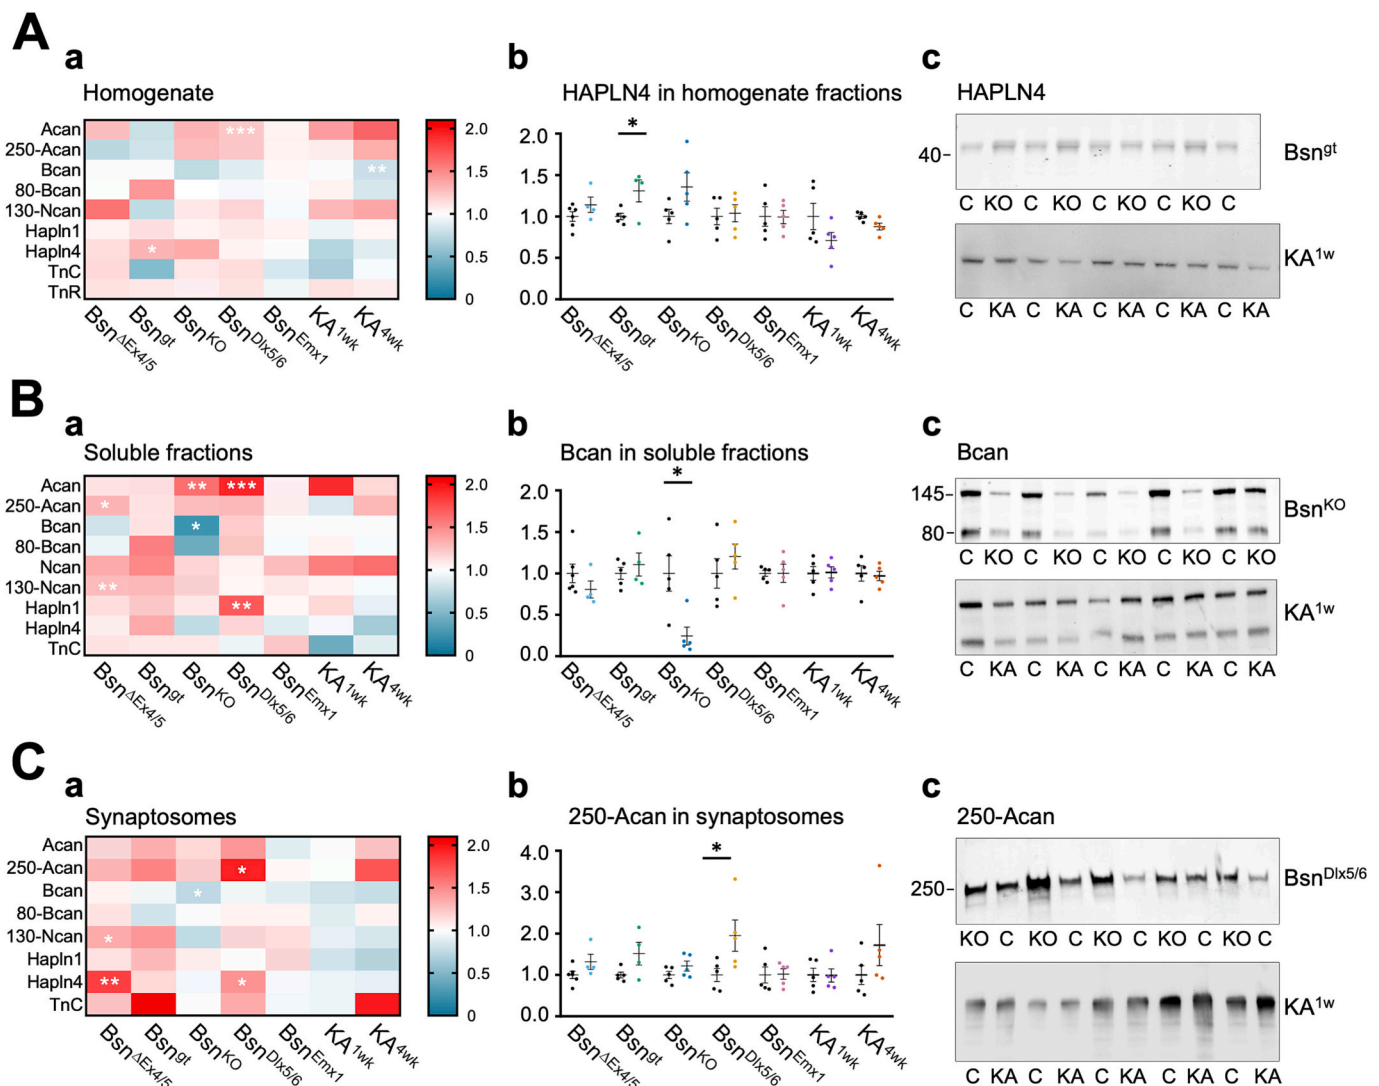 A
a
Homogenate
Acan
250-Acan
Bcan
80-Bcan
130-Ncan
Hapln1
Hapln4
TnC
TnR
***
**
*
2.0
1.5
1.0
0.5
0
BsnΔEx4/5
Bsngt
BsnKO
BsnDlx5/6
BsnEmx1
KA1wk
KA4wk
b
HAPLN4 in homogenate fractions
2.0
1.5
1.0
0.5
0.0
*
BsnΔEx4/5
Bsngt
BsnKO
BsnDlx5/6
BsnEmx1
KA1wk
KA4wk
c
HAPLN4
40-
Bsngt
C KO C KO C KO C KO C
KA1w
C KA C KA C KA C KA C KA
B
a
Soluble fractions
Acan
250-Acan
Bcan
80-Bcan
Ncan
130-Ncan
Hapln1
Hapln4
TnC
** ***
*
*
**
**
2.0
1.5
1.0
0.5
0
BsnΔEx4/5
Bsngt
BsnKO
BsnDlx5/6
BsnEmx1
KA1wk
KA4wk
b
Bcan in soluble fractions
2.0
1.5
1.0
0.5
0.0
*
BsnΔEx4/5
Bsngt
BsnKO
BsnDlx5/6
BsnEmx1
KA1wk
KA4wk
c
Bcan
145-
80-
BsnKO
C KO C KO C KO C KO C KO
KA1w
C KA C KA C KA C KA C KA
C
a
Synaptosomes
Acan
250-Acan
Bcan
80-Bcan
130-Ncan
Hapln1
Hapln4
TnC
*
*
*
** *
2.0
1.5
1.0
0.5
0
BsnΔEx4/5
Bsngt
BsnKO
BsnDlx5/6
BsnEmx1
KA1wk
KA4wk
b
250-Acan in synaptosomes
4.0
3.0
2.0
1.0
0.0
*
BsnΔEx4/5
Bsngt
BsnKO
BsnDlx5/6
BsnEmx1
KA1wk
KA4wk
c
250-Acan
250-
BsnDlx5/6
KO C KO C KO C KO C KO C
KA1w
C KA C KA C KA C KA C KA